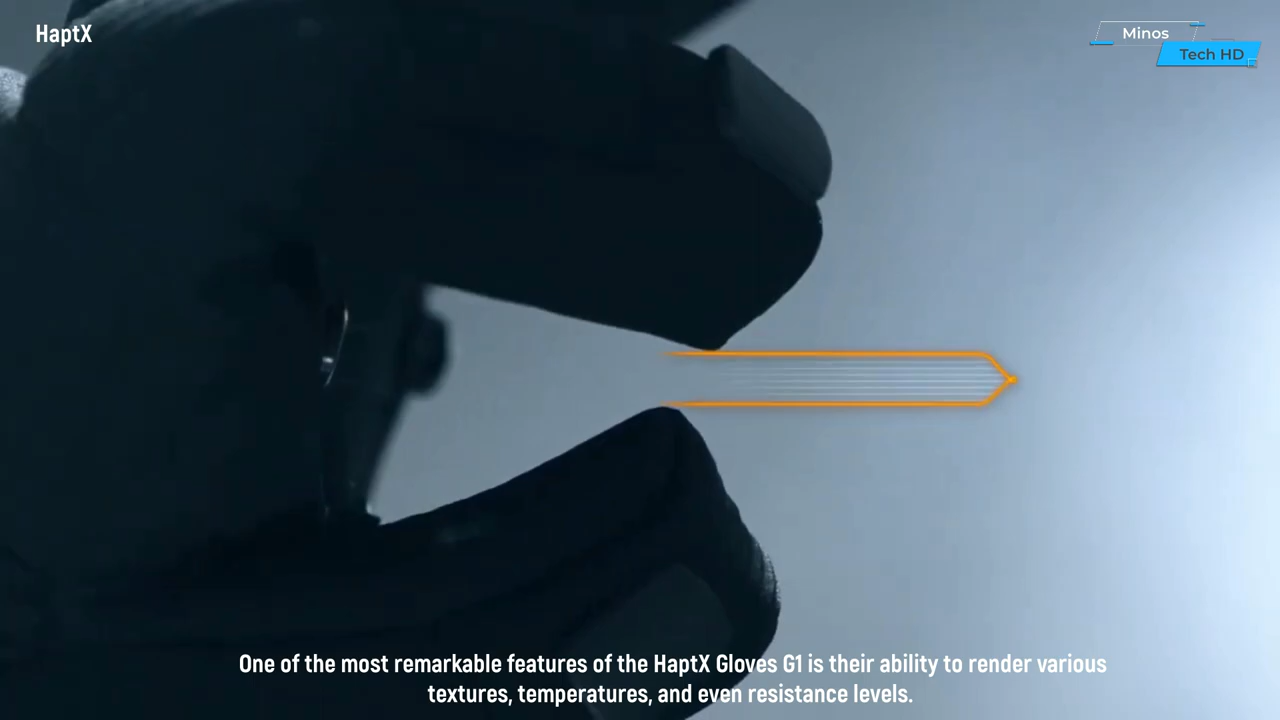 HaptX
Minos
Tech HD
One of the most remarkable features of the HaptX Gloves G1 is their ability to render various
textures, temperatures, and even resistance levels.